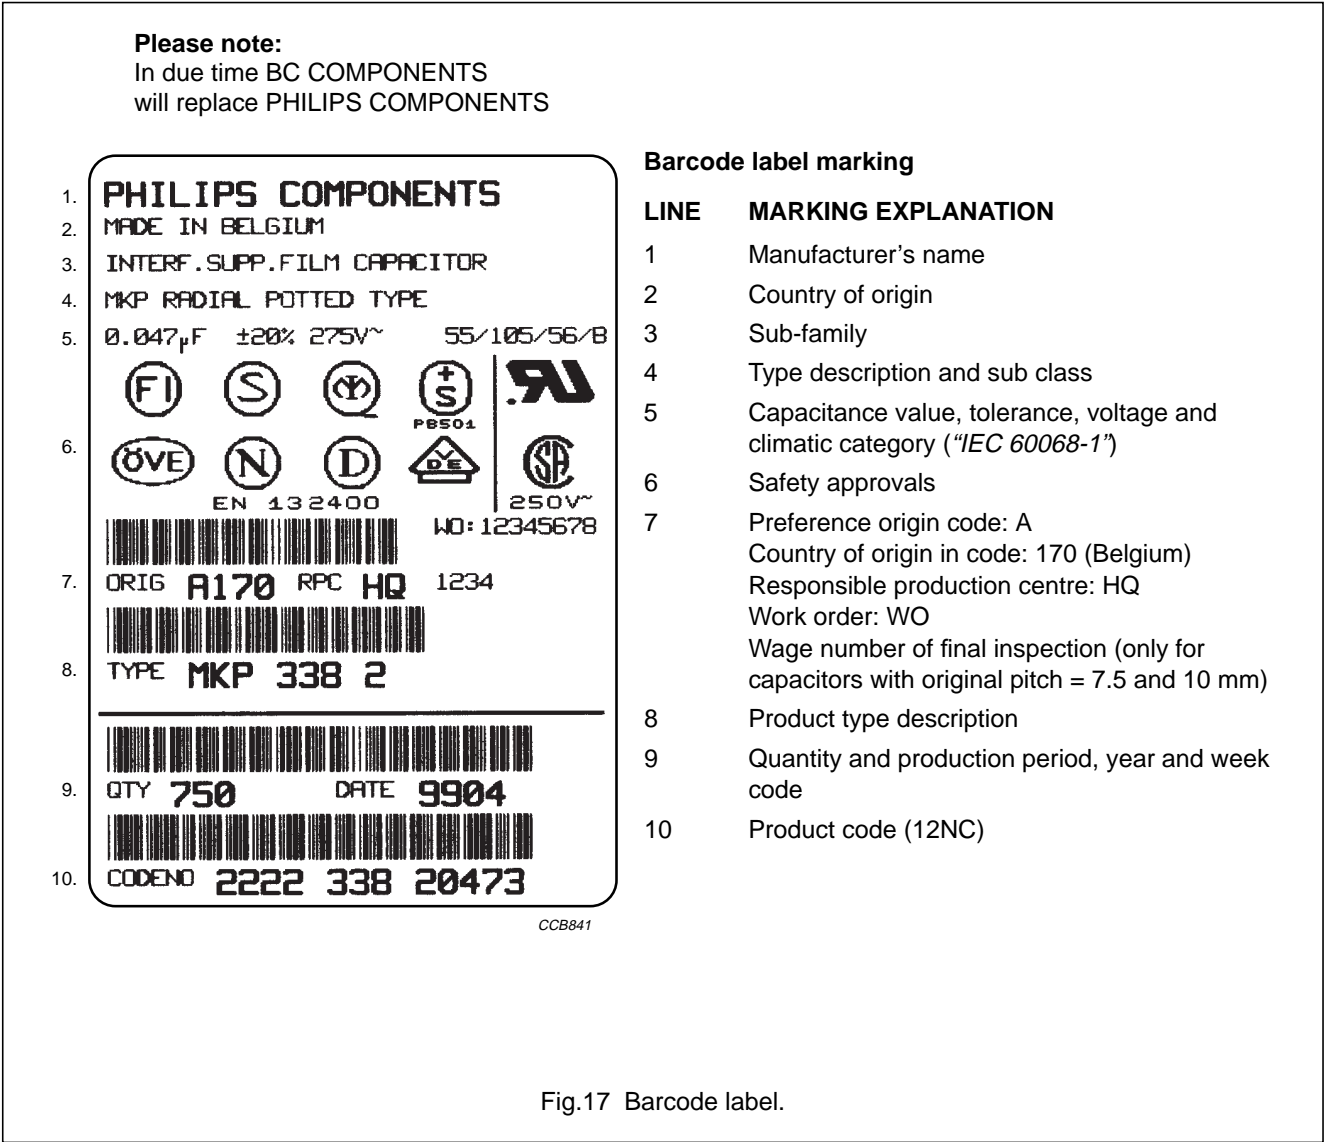 Please note:
In due time BC COMPONENTS
will replace PHILIPS COMPONENTS
1. PHILIPS COMPONENTS
2. MADE IN BELGIUM
3. INTERF.SUPP.FILM CAPACITOR
4. MKP RADIAL POTTED TYPE
5. 0.047µF ±20% 275V~ 55/105/56/B
FI S + S RU
PB501
6. ÖVE N D VDE SA
EN 132400 250V~
WO:12345678
7. ORIG A170 RPC HQ 1234
8. TYPE MKP 338 2
9. QTY 750 DATE 9904
10. CODENO 2222 338 20473
CCB841
Barcode label marking
LINE MARKING EXPLANATION
1 Manufacturer’s name
2 Country of origin
3 Sub-family
4 Type description and sub class
5 Capacitance value, tolerance, voltage and
climatic category (“IEC 60068-1”)
6 Safety approvals
7 Preference origin code: A
Country of origin in code: 170 (Belgium)
Responsible production centre: HQ
Work order: WO
Wage number of final inspection (only for
capacitors with original pitch = 7.5 and 10 mm)
8 Product type description
9 Quantity and production period, year and week
code
10 Product code (12NC)
Fig.17 Barcode label.